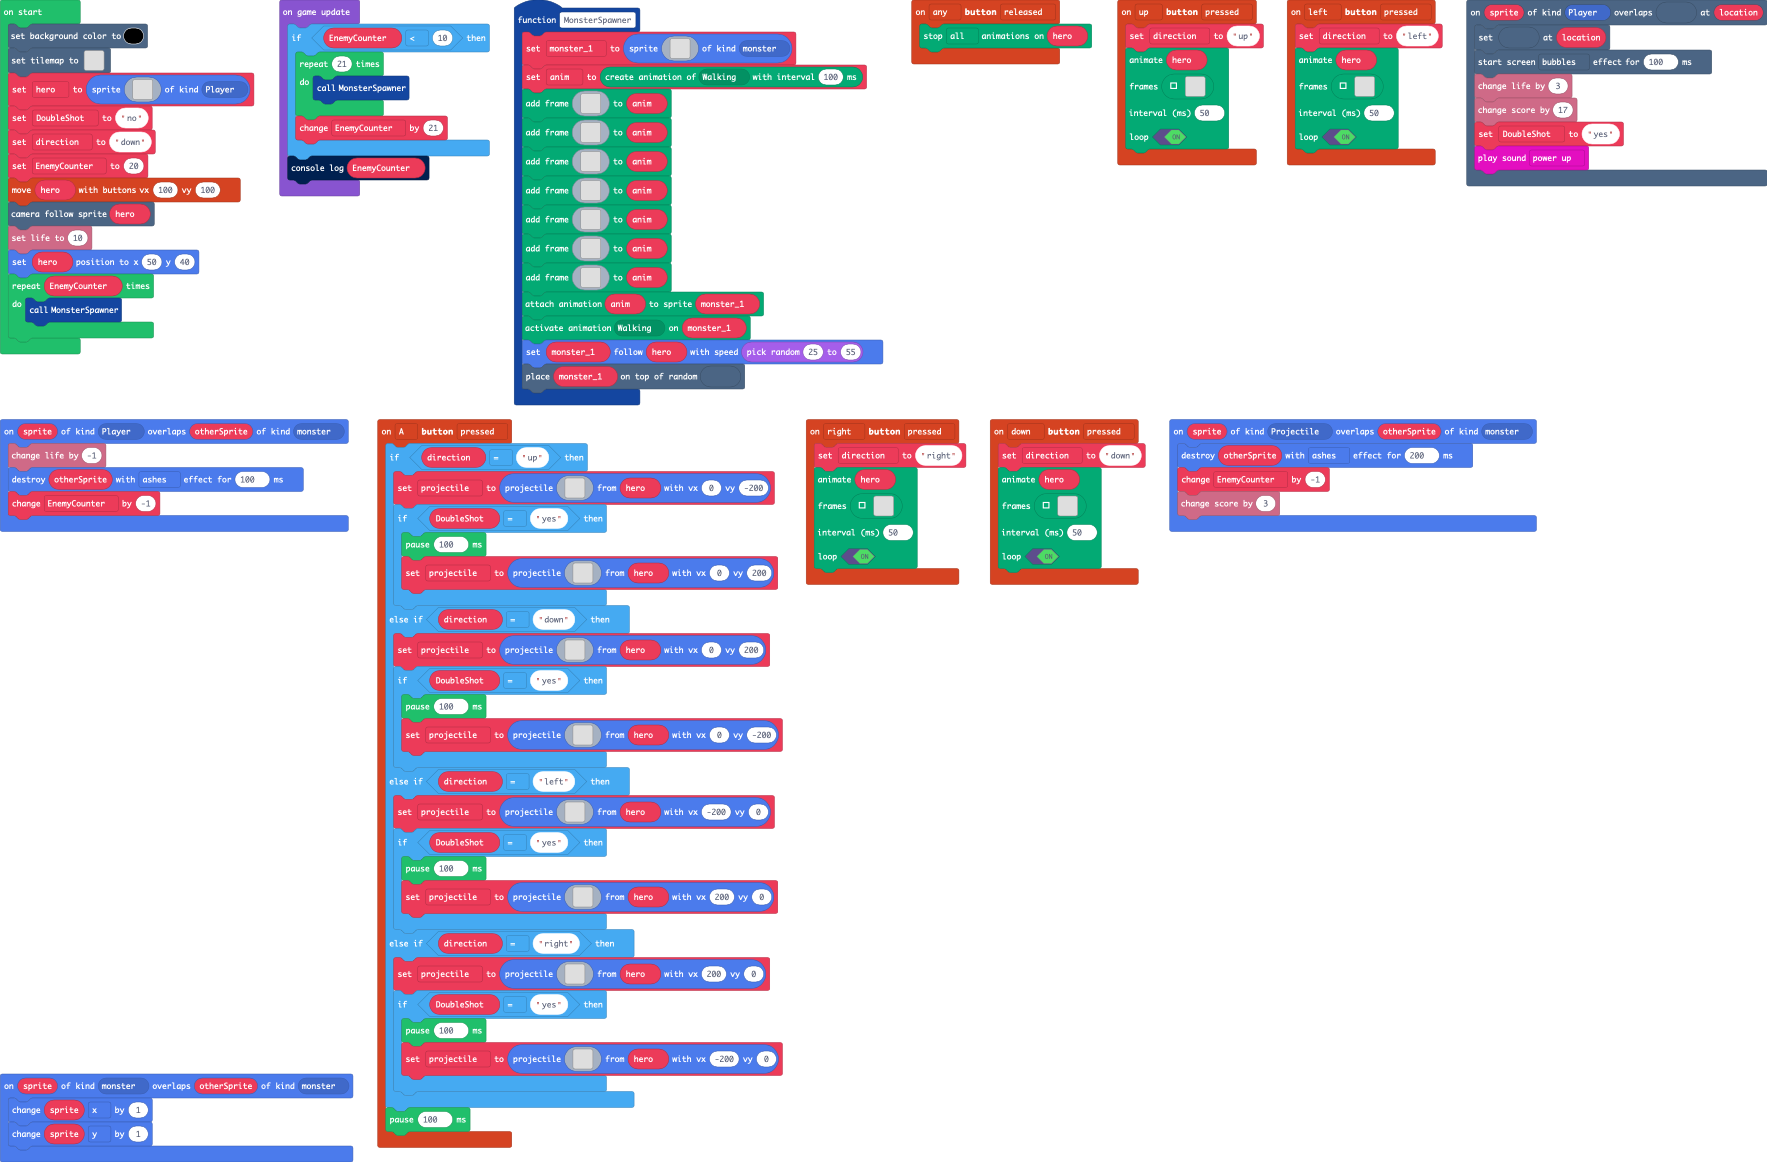 on start
set background color to
set tilemap to
set hero to sprite of kind Player
set DoubleShot to "no"
set direction to "down"
set EnemyCounter to 20
move hero with buttons vx 100 vy 100
camera follow sprite hero
set life to 10
set hero position to x 50 y 40
repeat EnemyCounter times
do call MonsterSpawner
on game update
if EnemyCounter < 10 then
repeat 21 times
do call MonsterSpawner
change EnemyCounter by 21
console log EnemyCounter
function MonsterSpawner
set monster_1 to sprite of kind monster
set anim to create animation of Walking with interval 100 ms
add frame to anim
add frame to anim
add frame to anim
add frame to anim
add frame to anim
add frame to anim
add frame to anim
attach animation anim to sprite monster_1
activate animation Walking on monster_1
set monster_1 follow hero with speed pick random 25 to 55
place monster_1 on top of random
on any button released
stop all animations on hero
on up button pressed
set direction to "up"
animate hero
frames
interval (ms) 50
loop ON
on left button pressed
set direction to "left"
animate hero
frames
interval (ms) 50
loop ON
on sprite of kind Player overlaps at location
set at location
start screen bubbles effect for 100 ms
change life by 3
change score by 17
set DoubleShot to "yes"
play sound power up
on sprite of kind Player overlaps otherSprite of kind monster
change life by -1
destroy otherSprite with ashes effect for 100 ms
change EnemyCounter by -1
on A button pressed
if direction = "up" then
set projectile to projectile from hero with vx 0 vy -200
if DoubleShot = "yes" then
pause 100 ms
set projectile to projectile from hero with vx 0 vy 200
else if direction = "down" then
set projectile to projectile from hero with vx 0 vy 200
if DoubleShot = "yes" then
pause 100 ms
set projectile to projectile from hero with vx 0 vy -200
else if direction = "left" then
set projectile to projectile from hero with vx -200 vy 0
if DoubleShot = "yes" then
pause 100 ms
set projectile to projectile from hero with vx 200 vy 0
else if direction = "right" then
set projectile to projectile from hero with vx 200 vy 0
if DoubleShot = "yes" then
pause 100 ms
set projectile to projectile from hero with vx -200 vy 0
pause 100 ms
on right button pressed
set direction to "right"
animate hero
frames
interval (ms) 50
loop ON
on down button pressed
set direction to "down"
animate hero
frames
interval (ms) 50
loop ON
on sprite of kind Projectile overlaps otherSprite of kind monster
destroy otherSprite with ashes effect for 200 ms
change EnemyCounter by -1
change score by 3
on sprite of kind monster overlaps otherSprite of kind monster
change sprite x by 1
change sprite y by 1